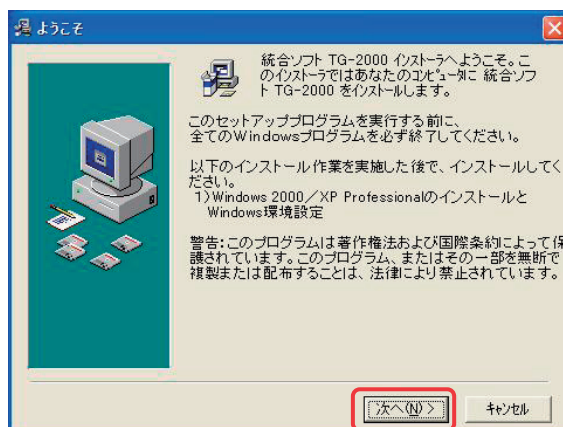 ようこそ
統合ソフト TG-2000 インストーラへようこそ。こ
のインストーラではあなたのコンピュータに 統合ソフ
ト TG-2000 をインストールします。
このセットアッププログラムを実行する前に、
全てのWindowsプログラムを必ず終了してください。
以下のインストール作業を実施した後で、インストールしてく
ださい。
1)Windows 2000/XP Professionalのインストールと
Windows環境設定
警告:このプログラムは著作権法および国際条約によって保
護されています。このプログラム、またはその一部を無断で
複製または配布することは、法律により禁止されています。
次へ(N) >
キャンセル